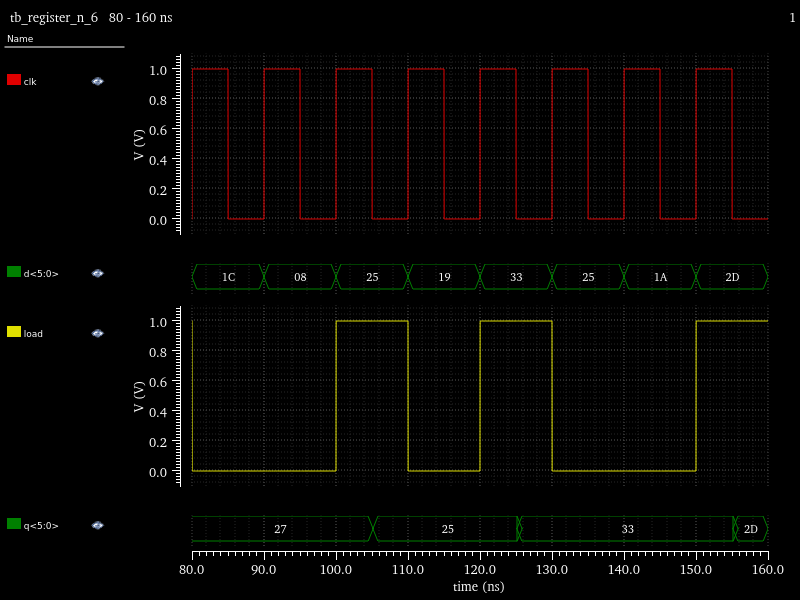 tb_register_n_6 80 - 160 ns 1
Name
clk
1.0
0.8
0.6
0.4
0.2
0.0
V (V)
d<5:0>
1C 08 25 19 33 25 1A 2D
load
1.0
0.8
0.6
0.4
0.2
0.0
V (V)
q<5:0>
27 25 33 2D
80.0 90.0 100.0 110.0 120.0 130.0 140.0 150.0 160.0
time (ns)